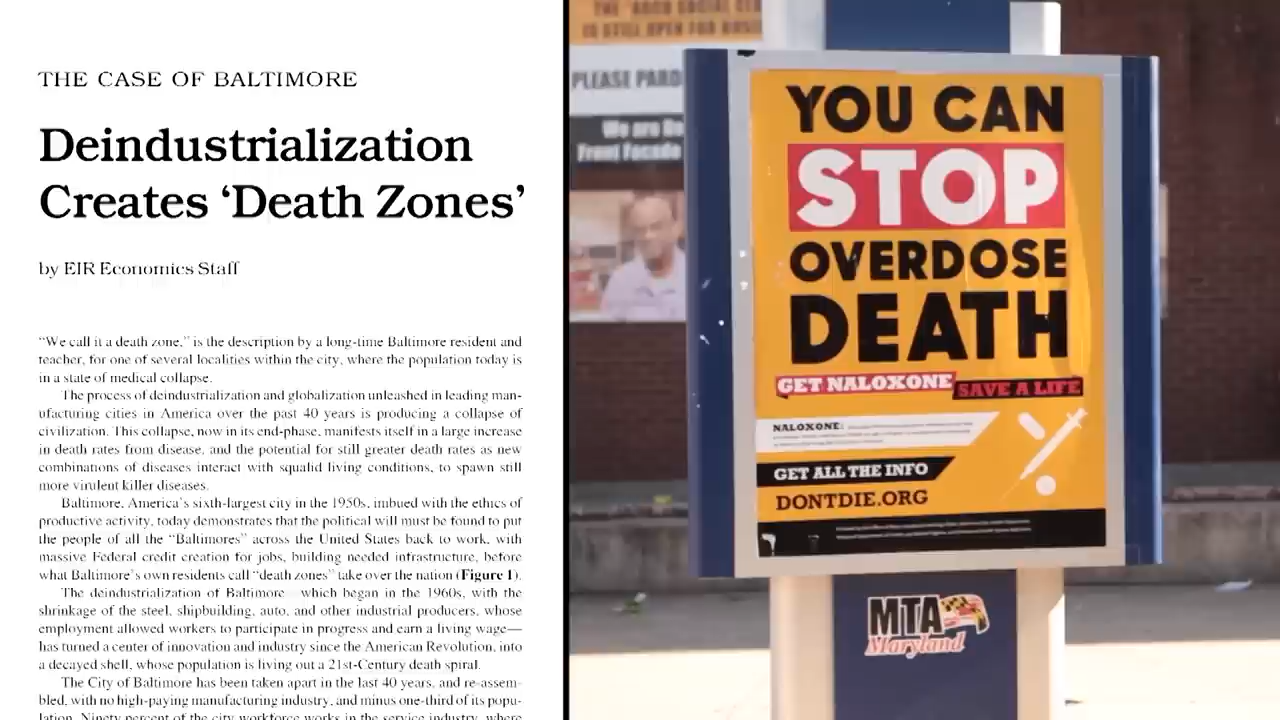 THE CASE OF BALTIMORE
Deindustrialization
Creates ‘Death Zones’
by EIR Economics Staff
“We call it a death zone,” is the description by a long-time Baltimore resident and
teacher, for one of several localities within the city, where the population today is
in a state of medical collapse.
The process of deindustrialization and globalization unleashed in leading man-
ufacturing cities in America over the past 40 years is producing a collapse of
civilization. This collapse, now in its end-phase, manifests itself in a large increase
in death rates from disease, and the potential for still greater death rates as new
combinations of diseases interact with squalid living conditions, to spawn still
more virulent killer diseases.
Baltimore, America’s sixth-largest city in the 1950s, imbued with the ethics of
productive activity, today demonstrates that the political will must be found to put
the people of all the “Baltimores” across the United States back to work, with
massive Federal credit creation for jobs, building needed infrastructure, before
what Baltimore’s own residents call “death zones” take over the nation (Figure 1).
The deindustrialization of Baltimore—which began in the 1960s, with the
shrinkage of the steel, shipbuilding, auto, and other industrial producers, whose
employment allowed workers to participate in progress and earn a living wage—
has turned a center of innovation and industry since the American Revolution, into
a decayed shell, whose population is living out a 21st-Century death spiral.
The City of Baltimore has been taken apart in the last 40 years, and re-assem-
bled, with no high-paying manufacturing industry, and minus one-third of its popu-
lation. Ninety percent of the city workforce works in the service industry, where
IS STILL OPEN FOR
PLEASE
We are
Front Facade
YOU CAN
STOP
OVERDOSE
DEATH
GET NALOXONE SAVE A LIFE
NALOXONE:
GET ALL THE INFO
DONTDIE.ORG
MTA
Maryland